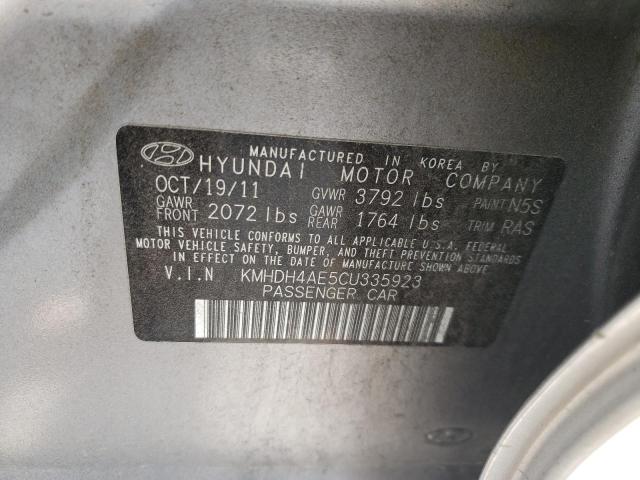 MANUFACTURED IN KOREA BY
HYUNDAI MOTOR COMPANY
OCT/19/11 GVWR 3792 lbs PAINT N5S
GAWR FRONT 2072 lbs GAWR REAR 1764 lbs TRIM RAS
THIS VEHICLE CONFORMS TO ALL APPLICABLE U.S.A. FEDERAL
MOTOR VEHICLE SAFETY, BUMPER, AND THEFT PREVENTION STANDARDS
IN EFFECT ON THE DATE OF MANUFACTURE SHOWN ABOVE.
V.I.N KMHDH4AE5CU335923
PASSENGER CAR